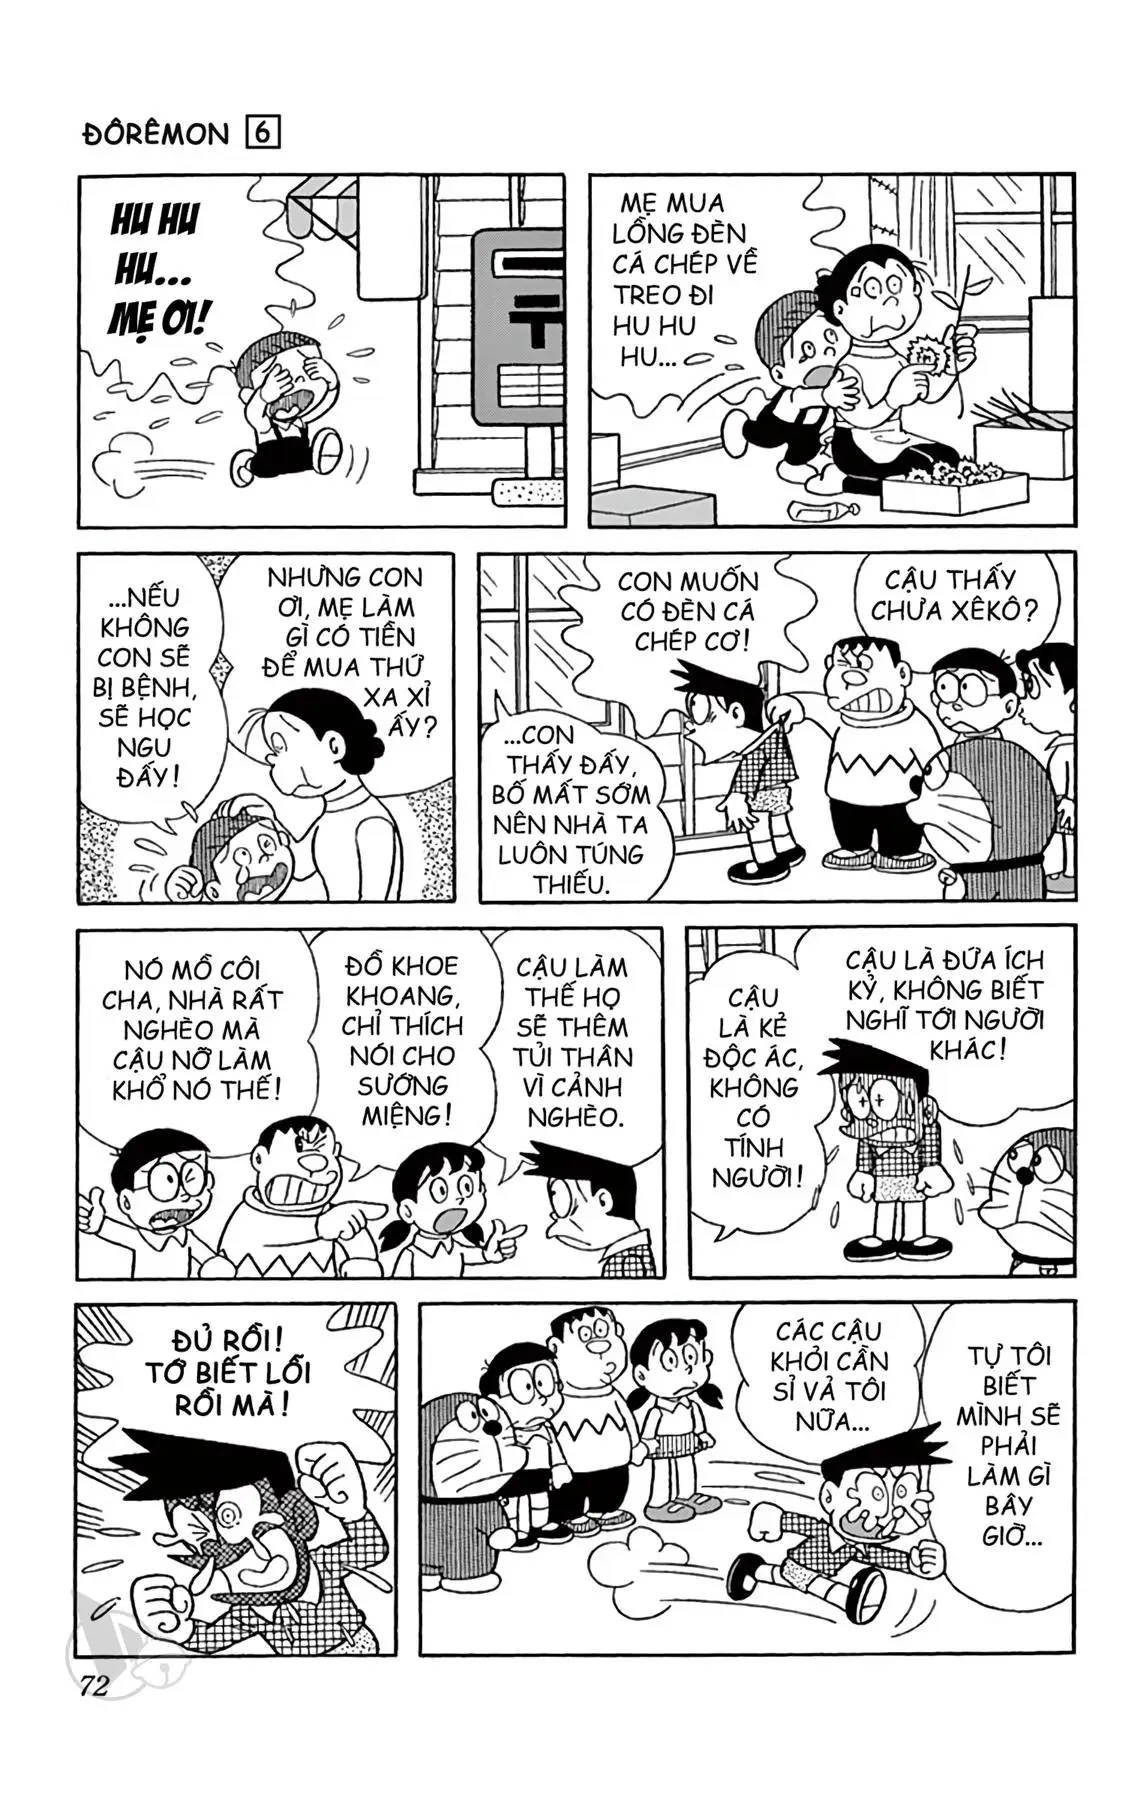 ĐÔRÊMON 6
HU HU
HU...
MẸ ƠI!
MẸ MUA
LỒNG ĐÈN
CÁ CHÉP VỀ
TREO ĐI
HU HU
HU...
NHƯNG CON
ƠI, MẸ LÀM
GÌ CÓ TIỀN
ĐỂ MUA THỨ
XA XỈ
ẤY?
...NẾU
KHÔNG
CON SẼ
BỊ BỆNH,
SẼ HỌC
NGU
ĐẤY!
CON MUỐN
CÓ ĐÈN CÁ
CHÉP CƠ!
...CON
THẤY ĐẤY,
BỐ MẤT SỚM
NÊN NHÀ TA
LUÔN TÚNG
THIẾU.
CẬU THẤY
CHƯA XÊKÔ?
NÓ MỒ CÔI
CHA, NHÀ RẤT
NGHÈO MÀ
CẬU NỠ LÀM
KHỔ NÓ THẾ!
ĐỒ KHOE
KHOANG,
CHỈ THÍCH
NÓI CHO
SƯỚNG
MIỆNG!
CẬU LÀM
THẾ HỌ
SẼ THÊM
TỦI THÂN
VÌ CẢNH
NGHÈO.
CẬU
LÀ KẺ
ĐỘC ÁC,
KHÔNG
CÓ
TÍNH
NGƯỜI!
CẬU LÀ ĐỨA ÍCH
KỶ, KHÔNG BIẾT
NGHĨ TỚI NGƯỜI
KHÁC!
ĐỦ RỒI!
TỚ BIẾT LỖI
RỒI MÀ!
CÁC CẬU
KHỎI CẦN
SỈ VẢ TÔI
NỮA...
TỰ TÔI
BIẾT
MÌNH SẼ
PHẢI
LÀM GÌ
BÂY
GIỜ...
72